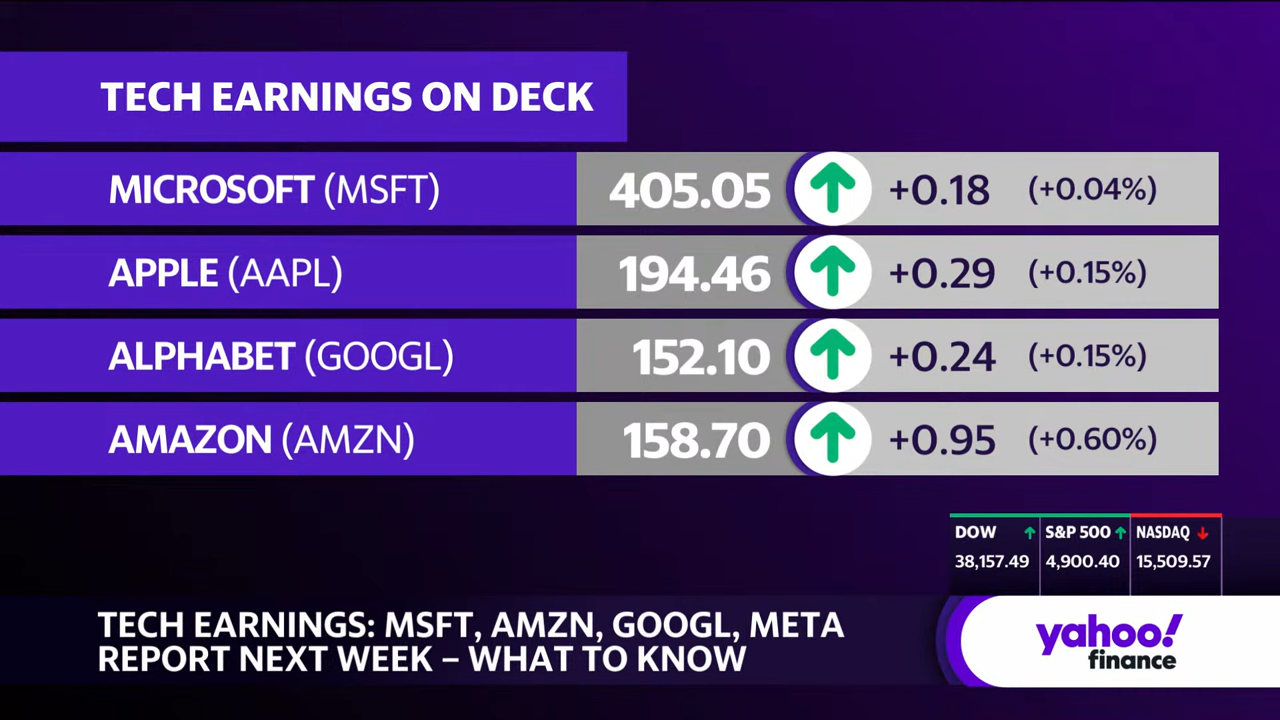 TECH EARNINGS ON DECK
MICROSOFT (MSFT) 405.05 +0.18 (+0.04%)
APPLE (AAPL) 194.46 +0.29 (+0.15%)
ALPHABET (GOOGL) 152.10 +0.24 (+0.15%)
AMAZON (AMZN) 158.70 +0.95 (+0.60%)
DOW S&P 500 NASDAQ
38,157.49 4,900.40 15,509.57
TECH EARNINGS: MSFT, AMZN, GOOGL, META
REPORT NEXT WEEK – WHAT TO KNOW
yahoo!
finance